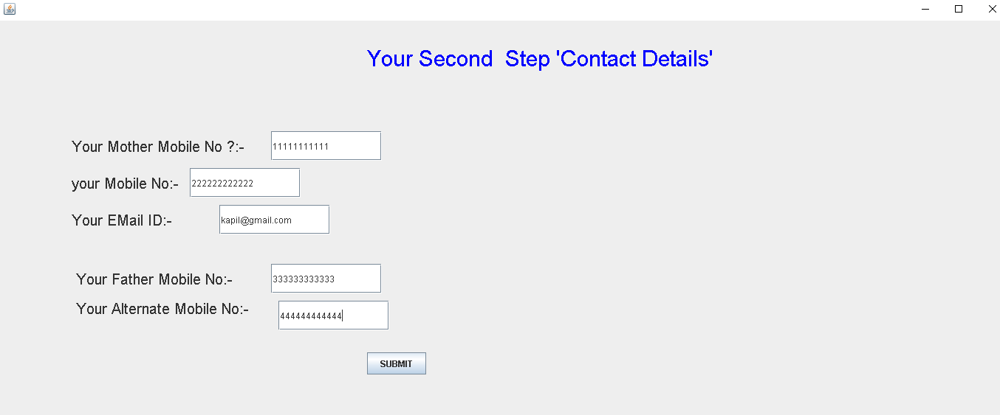 Your Second  Step 'Contact Details'
Your Mother Mobile No ?:- 11111111111
your Mobile No:- 222222222222
Your EMail ID:- kapil@gmail.com
Your Father Mobile No:- 333333333333
Your Alternate Mobile No:- 444444444444
SUBMIT